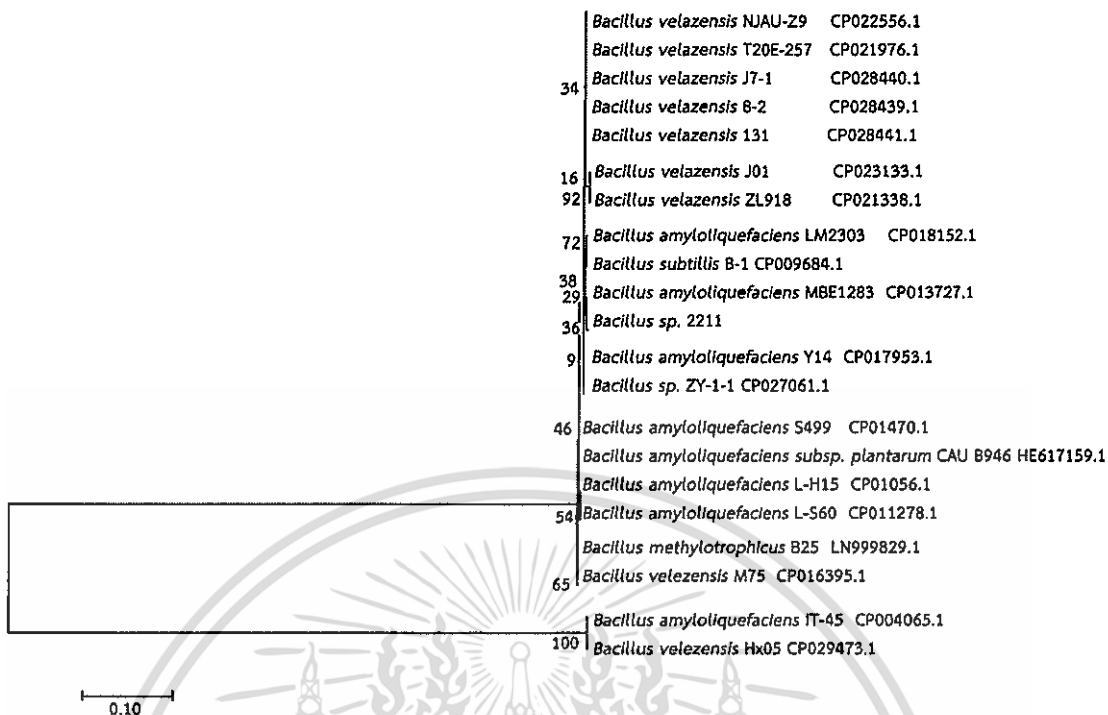 Bacillus velazensis NJAU-Z9 CP022556.1
Bacillus velazensis T20E-257 CP021976.1
Bacillus velazensis J7-1 CP028440.1
34
Bacillus velazensis 8-2 CP028439.1
Bacillus velazensis 131 CP028441.1
16 Bacillus velazensis J01 CP023133.1
92 Bacillus velazensis ZL918 CP021338.1
72 Bacillus amyloliquefaciens LM2303 CP018152.1
Bacillus subtillis B-1 CP009684.1
38
29 Bacillus amyloliquefaciens MBE1283 CP013727.1
36 Bacillus sp. 2211
9 Bacillus amyloliquefaciens Y14 CP017953.1
Bacillus sp. ZY-1-1 CP027061.1
46 Bacillus amyloliquefaciens S499 CP01470.1
Bacillus amyloliquefaciens subsp. plantarum CAU B946 HE617159.1
Bacillus amyloliquefaciens L-H15 CP01056.1
54 Bacillus amyloliquefaciens L-S60 CP011278.1
Bacillus methylotrophicus B25 LN999829.1
65 Bacillus velezensis M75 CP016395.1
Bacillus amyloliquefaciens IT-45 CP004065.1
100 Bacillus velezensis Hx05 CP029473.1
0.10